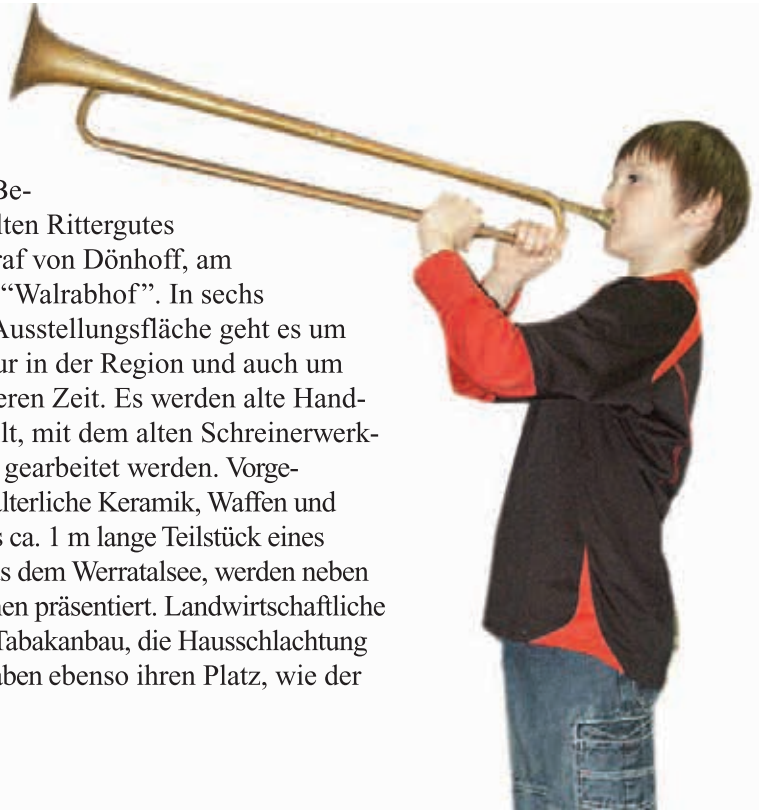 Be-
lten Rittergutes
raf von Dönhoff, am
“Walrabhof”. In sechs
Ausstellungsfläche geht es um
ur in der Region und auch um
eren Zeit. Es werden alte Hand-
lt, mit dem alten Schreinerwerk-
gearbeitet werden. Vorge-
lterliche Keramik, Waffen und
s ca. 1 m lange Teilstück eines
s dem Werratalsee, werden neben
nen präsentiert. Landwirtschaftliche
Tabakanbau, die Hausschlachtung
aben ebenso ihren Platz, wie der